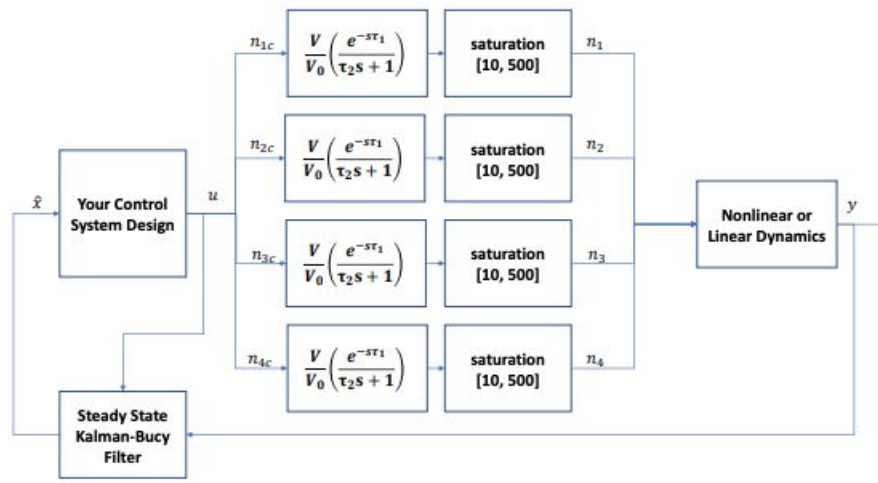 n₁c V/V₀ (e^(-sτ₁)/(τ₂s + 1)) saturation [10, 500] n₁
n₂c V/V₀ (e^(-sτ₁)/(τ₂s + 1)) saturation [10, 500] n₂
x̂ Your Control System Design u
Nonlinear or Linear Dynamics y
n₃c V/V₀ (e^(-sτ₁)/(τ₂s + 1)) saturation [10, 500] n₃
n₄c V/V₀ (e^(-sτ₁)/(τ₂s + 1)) saturation [10, 500] n₄
Steady State
Kalman-Bucy
Filter